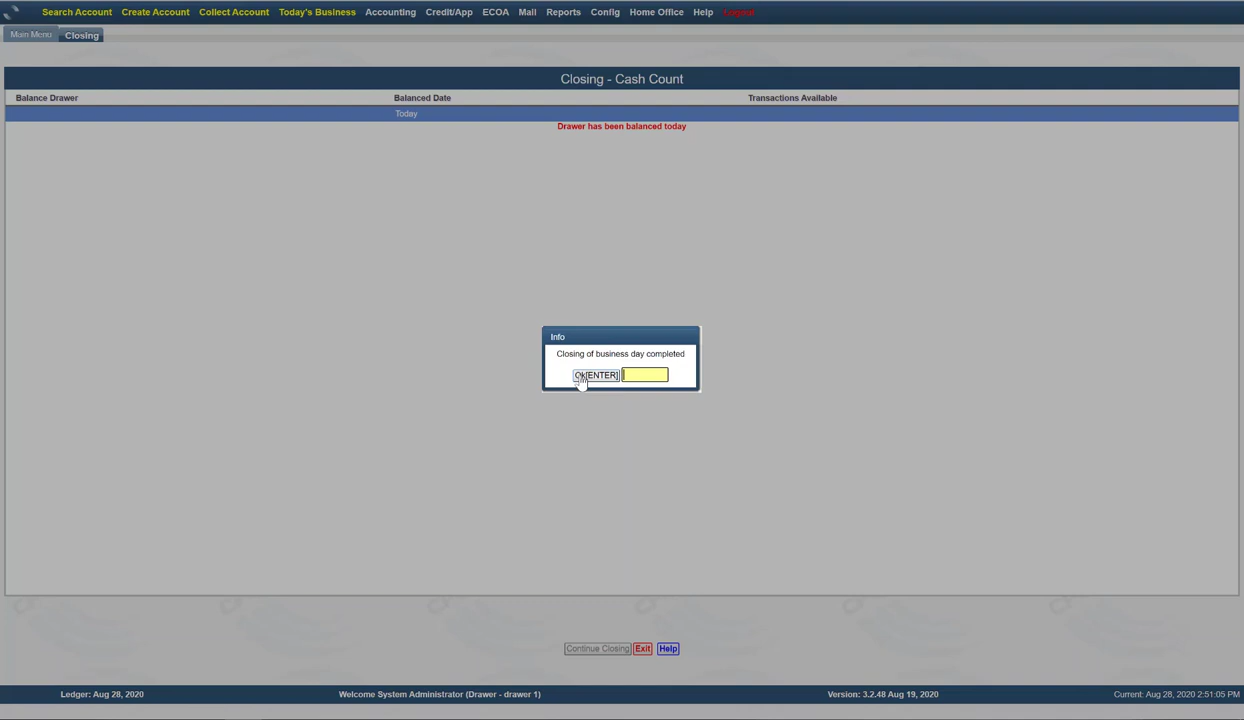 Search Account Create Account Collect Account Today's Business Accounting Credit/App ECOA Mail Reports Config Home Office Help Logout
Main Menu Closing
Closing - Cash Count
Balance Drawer Balanced Date Transactions Available
Today
Drawer has been balanced today
Info
Closing of business day completed
Ok[ENTER]
Continue Closing Exit Help
Ledger: Aug 28, 2020 Welcome System Administrator (Drawer - drawer 1) Version: 3.2.48 Aug 19, 2020 Current: Aug 28, 2020 2:51:05 PM